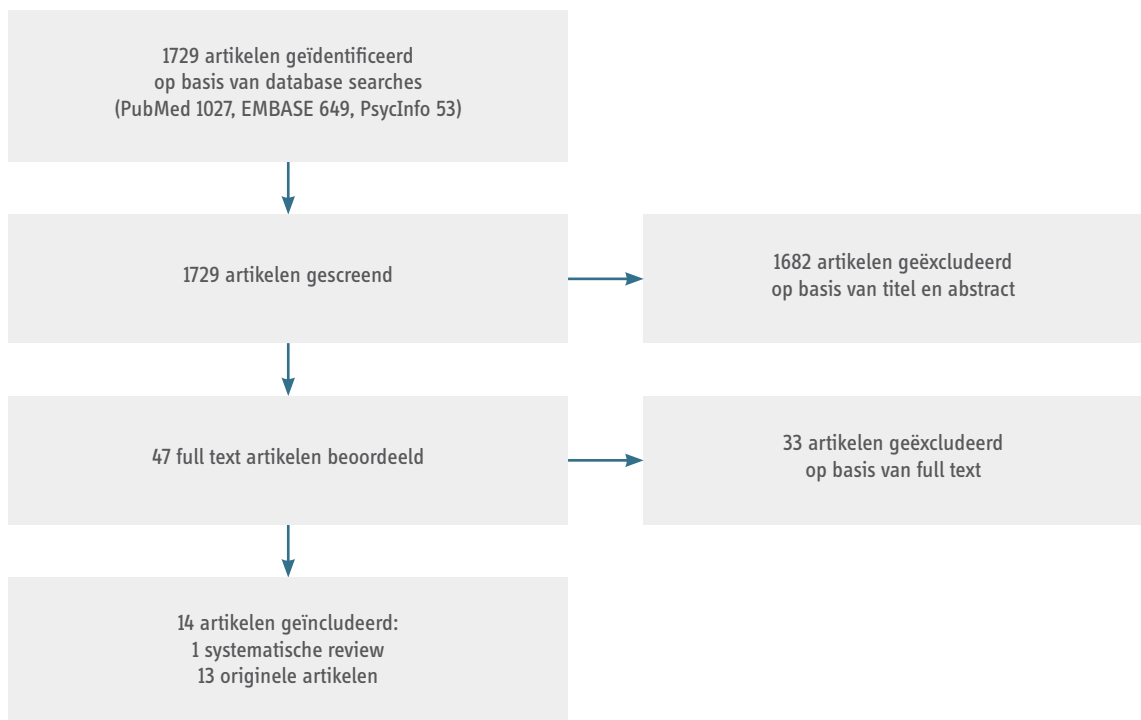 1729 artikelen geïdentificeerd
op basis van database searches
(PubMed 1027, EMBASE 649, PsycInfo 53)
1729 artikelen gescreend
1682 artikelen geëxcludeerd
op basis van titel en abstract
47 full text artikelen beoordeeld
33 artikelen geëxcludeerd
op basis van full text
14 artikelen geïncludeerd:
1 systematische review
13 originele artikelen